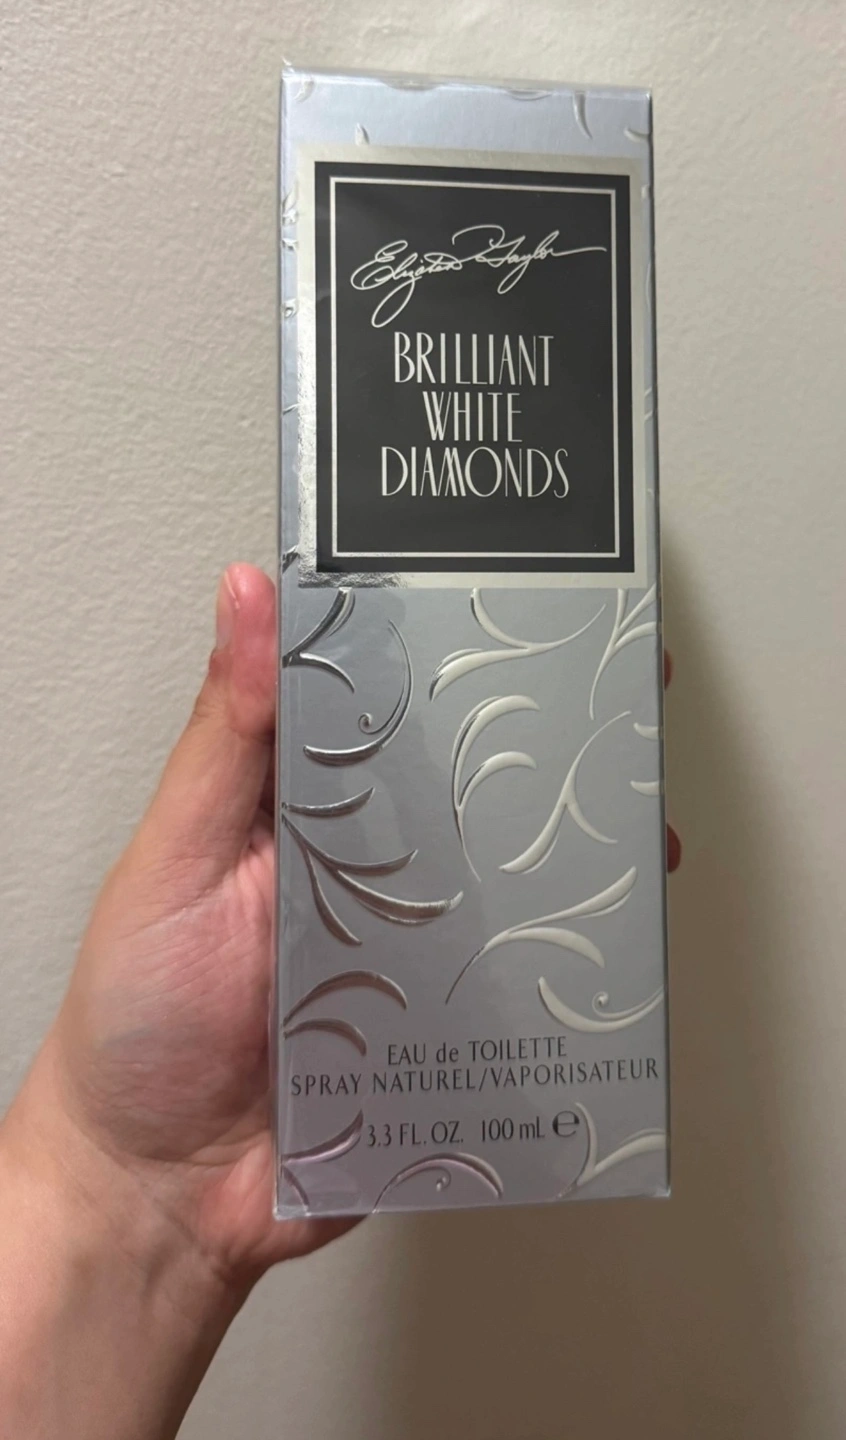 Elizabeth Taylor
BRILLIANT
WHITE
DIAMONDS
EAU de TOILETTE
SPRAY NATUREL/VAPORISATEUR
3.3 FL. OZ. 100 mL ℮